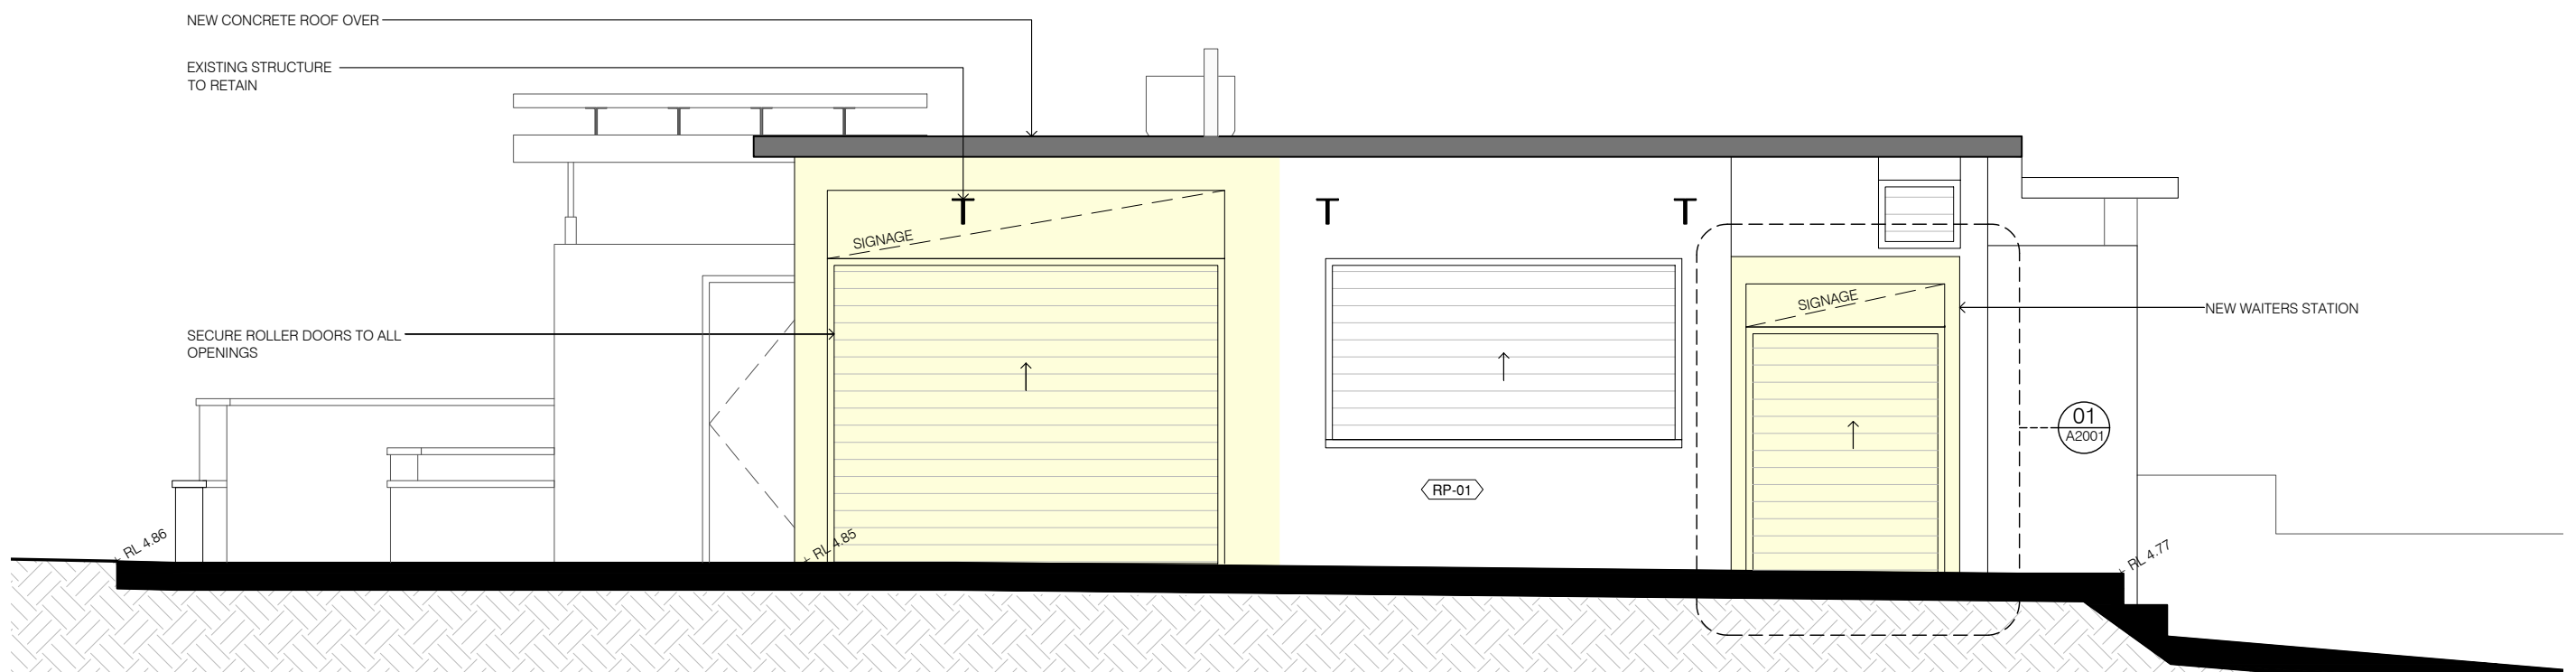 NEW CONCRETE ROOF OVER
EXISTING STRUCTURE
TO RETAIN
SIGNAGE
SIGNAGE
NEW WAITERS STATION
SECURE ROLLER DOORS TO ALL
OPENINGS
01
A2001
RP-01
RL 4.86
RL 4.85
RL 4.77